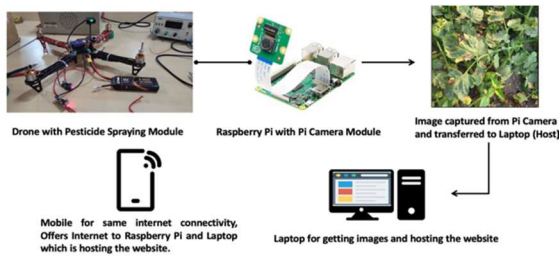 Drone with Pesticide Spraying Module
Raspberry Pi with Pi Camera Module
Image captured from Pi Camera
and transferred to Laptop (Host)
Mobile for same internet connectivity,
Offers Internet to Raspberry Pi and Laptop
which is hosting the website.
Laptop for getting images and hosting the website